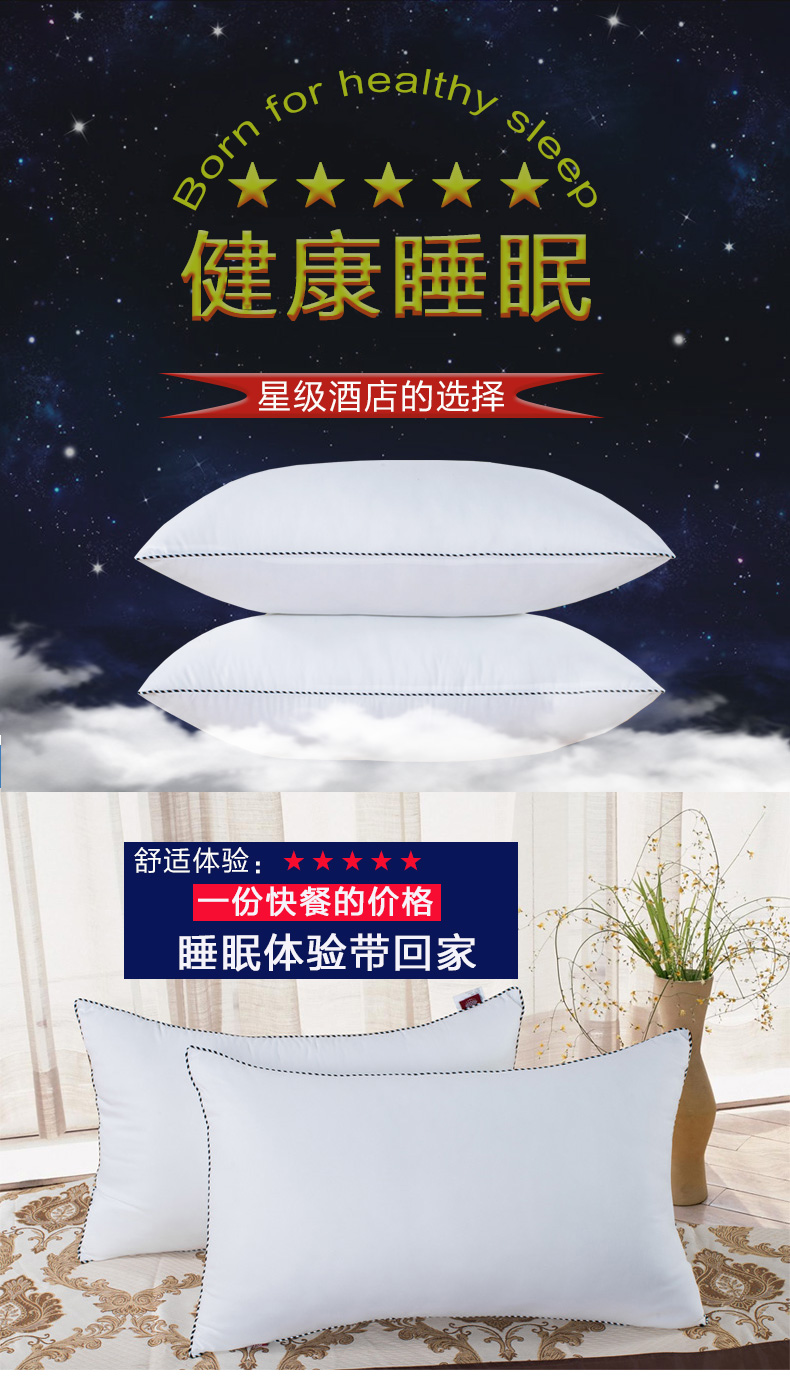 Born for healthy sleep
★★★★★
健康睡眠
星级酒店的选择
舒适体验：★★★★★
一份快餐的价格
睡眠体验带回家